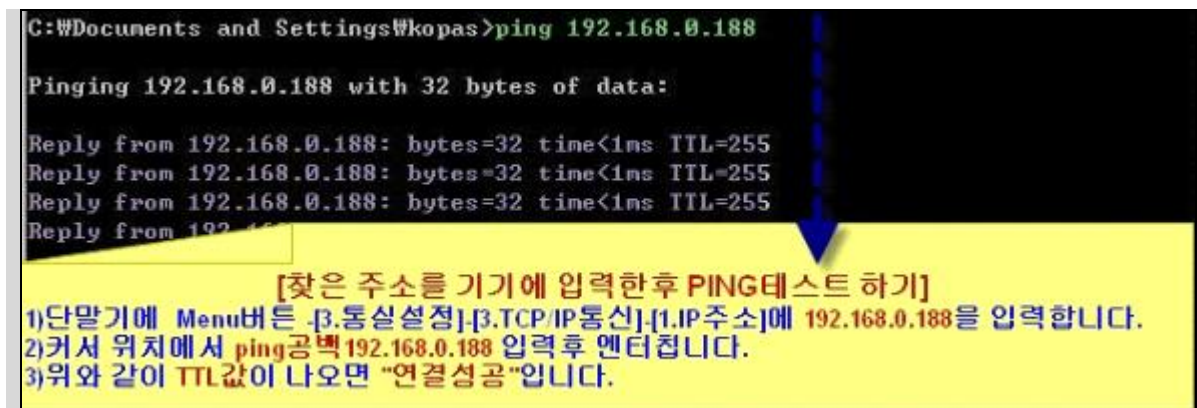 C:₩Documents and Settings₩kopas>ping 192.168.0.188
Pinging 192.168.0.188 with 32 bytes of data:
Reply from 192.168.0.188: bytes=32 time<1ms TTL=255
Reply from 192.168.0.188: bytes=32 time<1ms TTL=255
Reply from 192.168.0.188: bytes=32 time<1ms TTL=255
Reply from 192
[찾은 주소를 기기에 입력한후 PING테스트 하기]
1)단말기에 Menu버튼 -[3.통실설정]-[3.TCP/IP통신]-[1.IP주소]에 192.168.0.188을 입력합니다.
2)커서 위치에서 ping공백192.168.0.188 입력후 엔터칩니다.
3)위와 같이 TTL값이 나오면 "연결성공"입니다.